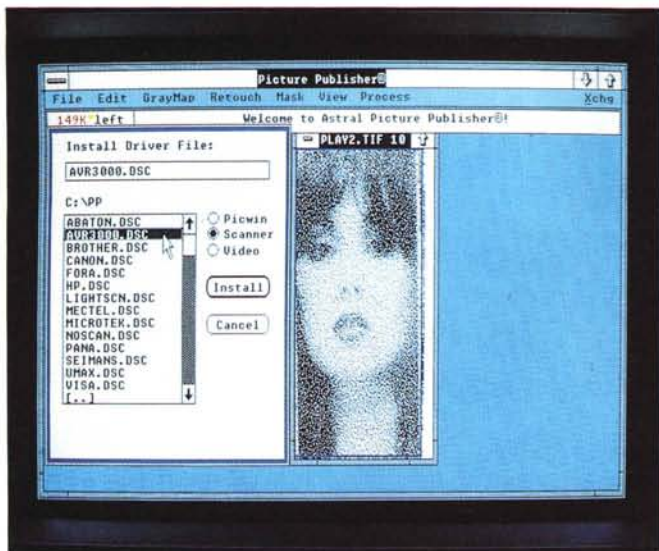 Picture Publisher®
File Edit GrayMap Retouch Mask View Process Xchg
149K left Welcome to Astral Picture Publisher®!
Install Driver File:
PLAY2.TIF 10
AVR3000.DSC
C:\PP
ABATON.DSC
AVR3000.DSC
BROTHER.DSC
CANON.DSC
FORA.DSC
HP.DSC
LIGHTSCN.DSC
MECTEL.DSC
MICROTEK.DSC
NOSCAN.DSC
PANA.DSC
SEIMANS.DSC
UMAX.DSC
VISA.DSC
[..]
Picwin
Scanner
Video
Install
Cancel